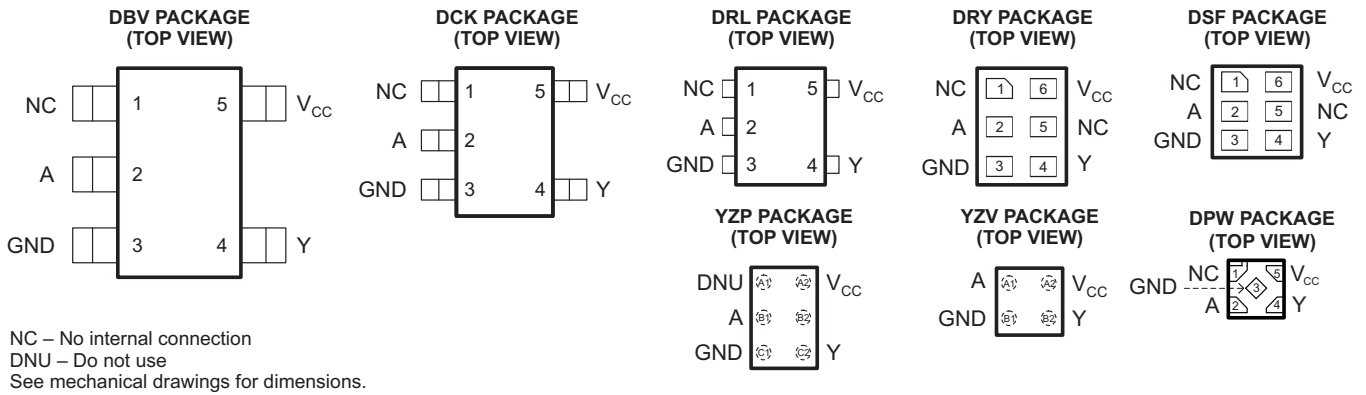 DBV PACKAGE
(TOP VIEW)
NC 1 5 VCC
A 2
GND 3 4 Y
DCK PACKAGE
(TOP VIEW)
NC 1 5 VCC
A 2
GND 3 4 Y
DRL PACKAGE
(TOP VIEW)
NC 1 5 VCC
A 2
GND 3 4 Y
DRY PACKAGE
(TOP VIEW)
NC 1 6 VCC
A 2 5 NC
GND 3 4 Y
DSF PACKAGE
(TOP VIEW)
NC 1 6 VCC
A 2 5 NC
GND 3 4 Y
YZP PACKAGE
(TOP VIEW)
DNU A1 A2 VCC
A B1 B2
GND C1 C2 Y
YZV PACKAGE
(TOP VIEW)
A A1 A2 VCC
GND B1 B2 Y
DPW PACKAGE
(TOP VIEW)
NC 1 5 VCC
GND 3
A 2 4 Y
NC – No internal connection
DNU – Do not use
See mechanical drawings for dimensions.